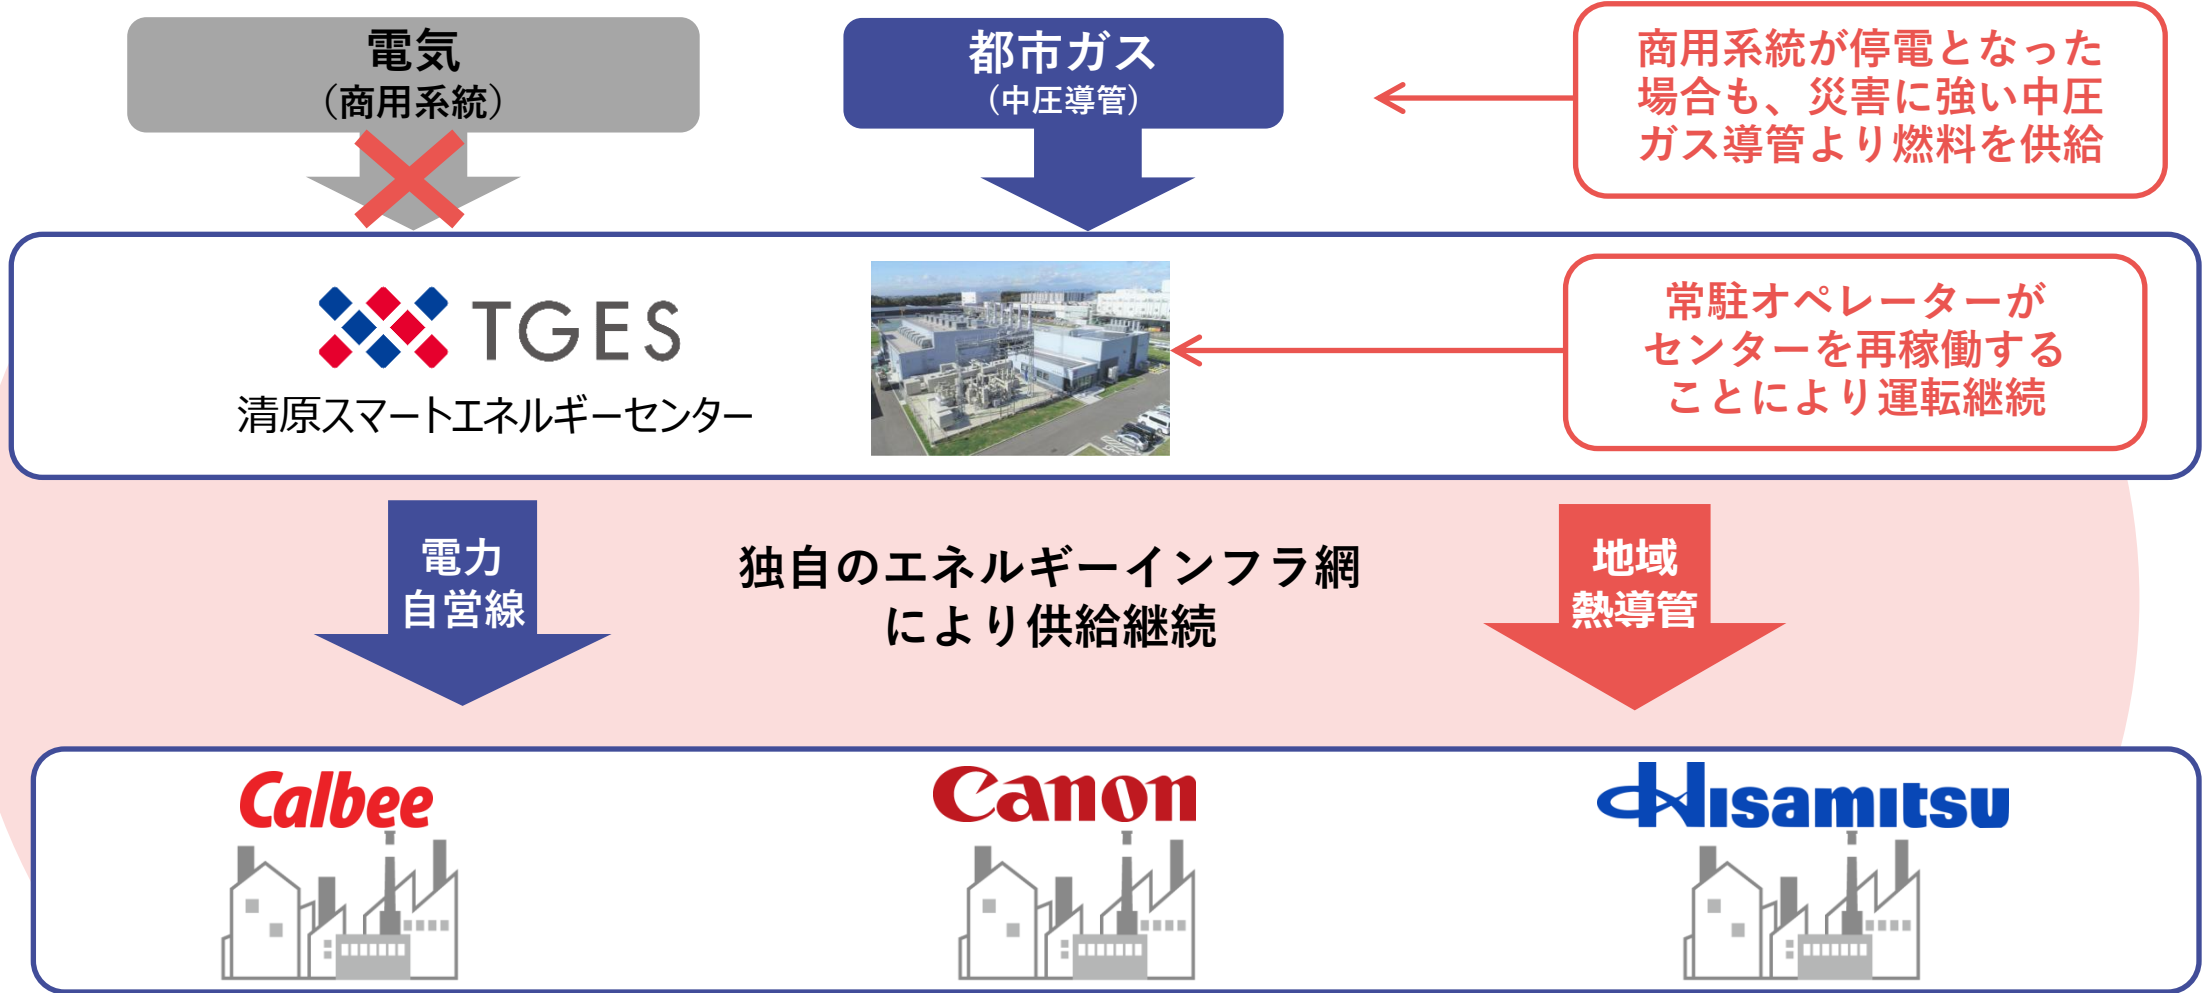 電気
（商用系統）
都市ガス
（中圧導管）
商用系統が停電となった
場合も、災害に強い中圧
ガス導管より燃料を供給
TGES
清原スマートエネルギーセンター
常駐オペレーターが
センターを再稼働する
ことにより運転継続
電力
自営線
独自のエネルギーインフラ網
により供給継続
地域
熱導管
Calbee
Canon
Hisamitsu